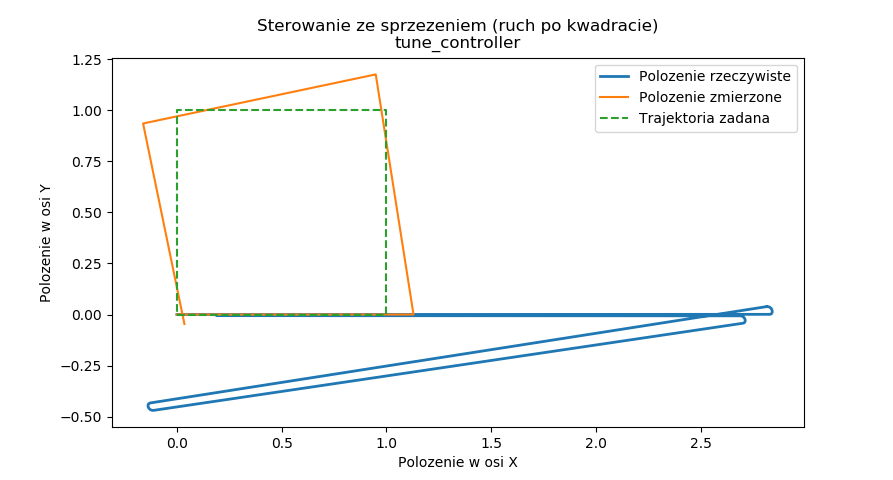 Sterowanie ze sprzezeniem (ruch po kwadracie)
tune_controller
Polozenie rzeczywiste
Polozenie zmierzone
Trajektoria zadana
Polozenie w osi Y
1.25
1.00
0.75
0.50
0.25
0.00
−0.25
−0.50
0.0 0.5 1.0 1.5 2.0 2.5
Polozenie w osi X